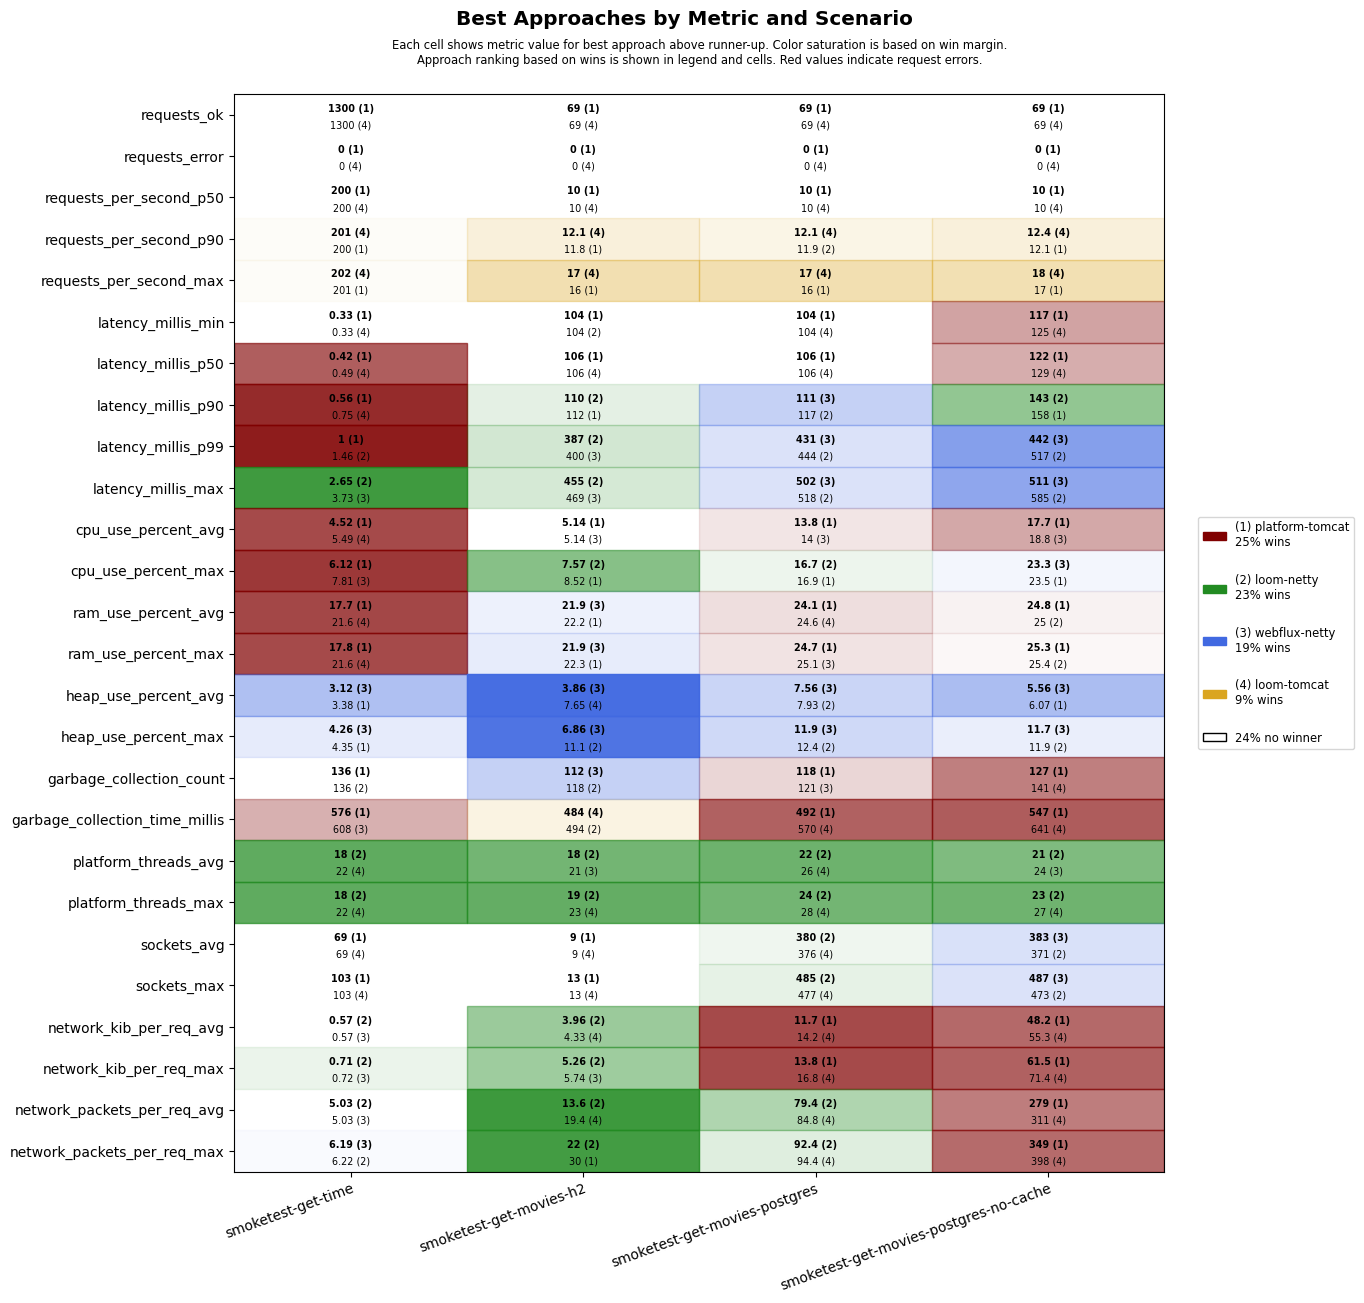 Best Approaches by Metric and Scenario
Each cell shows metric value for best approach above runner-up. Color saturation is based on win margin.
Approach ranking based on wins is shown in legend and cells. Red values indicate request errors.
requests_ok
1300 (1) 69 (1) 69 (1) 69 (1)
1300 (4) 69 (4) 69 (4) 69 (4)
requests_error
0 (1) 0 (1) 0 (1) 0 (1)
0 (4) 0 (4) 0 (4) 0 (4)
requests_per_second_p50
200 (1) 10 (1) 10 (1) 10 (1)
200 (4) 10 (4) 10 (4) 10 (4)
requests_per_second_p90
201 (4) 12.1 (4) 12.1 (4) 12.4 (4)
200 (1) 11.8 (1) 11.9 (2) 12.1 (1)
requests_per_second_max
202 (4) 17 (4) 17 (4) 18 (4)
201 (1) 16 (1) 16 (1) 17 (1)
latency_millis_min
0.33 (1) 104 (1) 104 (1) 117 (1)
0.33 (4) 104 (2) 104 (4) 125 (4)
latency_millis_p50
0.42 (1) 106 (1) 106 (1) 122 (1)
0.49 (4) 106 (4) 106 (4) 129 (4)
latency_millis_p90
0.56 (1) 110 (2) 111 (3) 143 (2)
0.75 (4) 112 (1) 117 (2) 158 (1)
latency_millis_p99
1 (1) 387 (2) 431 (3) 442 (3)
1.46 (2) 400 (3) 444 (2) 517 (2)
latency_millis_max
2.65 (2) 455 (2) 502 (3) 511 (3)
3.73 (3) 469 (3) 518 (2) 585 (2)
cpu_use_percent_avg
4.52 (1) 5.14 (1) 13.8 (1) 17.7 (1)
5.49 (4) 5.14 (3) 14 (3) 18.8 (3)
cpu_use_percent_max
6.12 (1) 7.57 (2) 16.7 (2) 23.3 (3)
7.81 (3) 8.52 (1) 16.9 (1) 23.5 (1)
ram_use_percent_avg
17.7 (1) 21.9 (3) 24.1 (1) 24.8 (1)
21.6 (4) 22.2 (1) 24.6 (4) 25 (2)
ram_use_percent_max
17.8 (1) 21.9 (3) 24.7 (1) 25.3 (1)
21.6 (4) 22.3 (1) 25.1 (3) 25.4 (2)
heap_use_percent_avg
3.12 (3) 3.86 (3) 7.56 (3) 5.56 (3)
3.38 (1) 7.65 (4) 7.93 (2) 6.07 (1)
heap_use_percent_max
4.26 (3) 6.86 (3) 11.9 (3) 11.7 (3)
4.35 (1) 11.1 (2) 12.4 (2) 11.9 (2)
garbage_collection_count
136 (1) 112 (3) 118 (1) 127 (1)
136 (2) 118 (2) 121 (3) 141 (4)
garbage_collection_time_millis
576 (1) 484 (4) 492 (1) 547 (1)
608 (3) 494 (2) 570 (4) 641 (4)
platform_threads_avg
18 (2) 18 (2) 22 (2) 21 (2)
22 (4) 21 (3) 26 (4) 24 (3)
platform_threads_max
18 (2) 19 (2) 24 (2) 23 (2)
22 (4) 23 (4) 28 (4) 27 (4)
sockets_avg
69 (1) 9 (1) 380 (2) 383 (3)
69 (4) 9 (4) 376 (4) 371 (2)
sockets_max
103 (1) 13 (1) 485 (2) 487 (3)
103 (4) 13 (4) 477 (4) 473 (2)
network_kib_per_req_avg
0.57 (2) 3.96 (2) 11.7 (1) 48.2 (1)
0.57 (3) 4.33 (4) 14.2 (4) 55.3 (4)
network_kib_per_req_max
0.71 (2) 5.26 (2) 13.8 (1) 61.5 (1)
0.72 (3) 5.74 (3) 16.8 (4) 71.4 (4)
network_packets_per_req_avg
5.03 (2) 13.6 (2) 79.4 (2) 279 (1)
5.03 (3) 19.4 (4) 84.8 (4) 311 (4)
network_packets_per_req_max
6.19 (3) 22 (2) 92.4 (2) 349 (1)
6.22 (2) 30 (1) 94.4 (4) 398 (4)
smoketest-get-time
smoketest-get-movies-h2
smoketest-get-movies-postgres
smoketest-get-movies-postgres-no-cache
(1) platform-tomcat
25% wins
(2) loom-netty
23% wins
(3) webflux-netty
19% wins
(4) loom-tomcat
9% wins
24% no winner